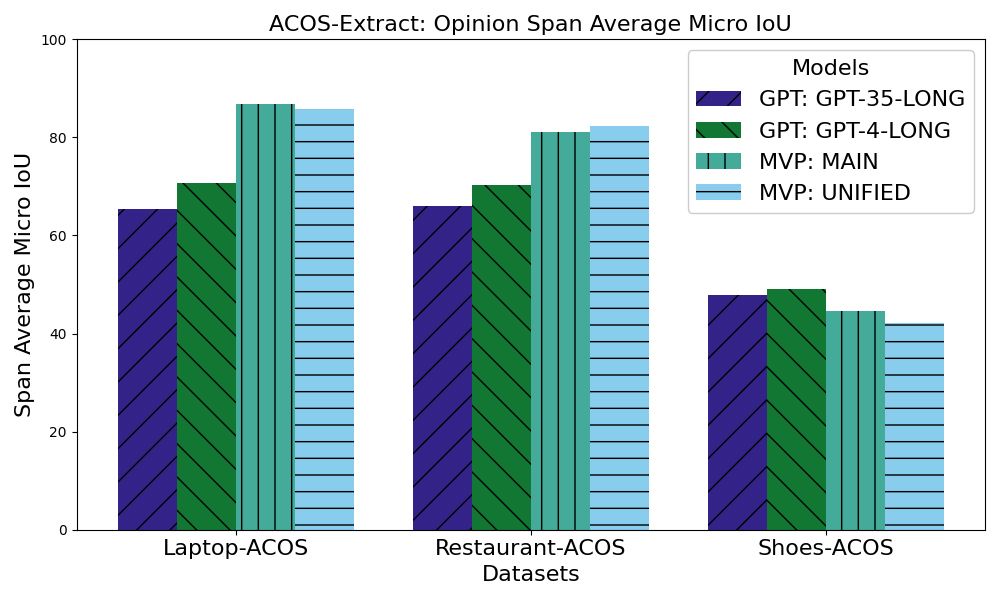 ACOS-Extract: Opinion Span Average Micro IoU
Span Average Micro IoU
100
80
60
40
20
0
Models
GPT: GPT-35-LONG
GPT: GPT-4-LONG
MVP: MAIN
MVP: UNIFIED
Laptop-ACOS
Restaurant-ACOS
Shoes-ACOS
Datasets